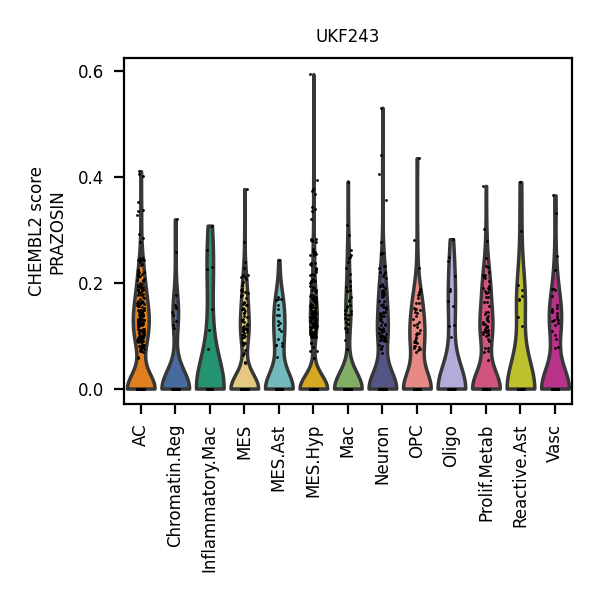 UKF243
CHEMBL2 score
PRAZOSIN
0.6
0.4
0.2
0.0
AC
Chromatin.Reg
Inflammatory.Mac
MES
MES.Ast
MES.Hyp
Mac
Neuron
OPC
Oligo
Prolif.Metab
Reactive.Ast
Vasc